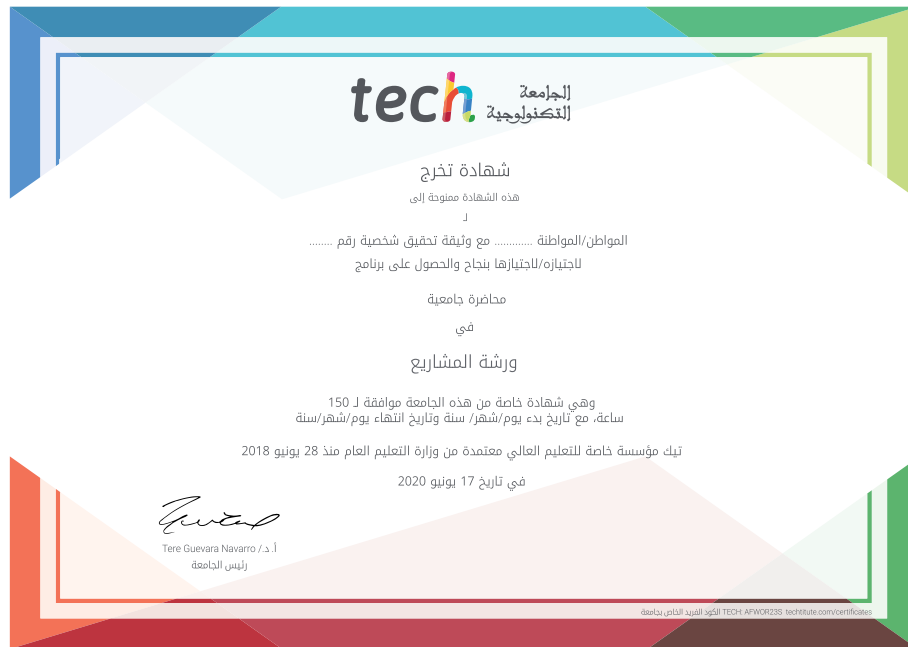 tech الجامعة
التكنولوجية
شهادة تخرج
هذه الشهادة ممنوحة إلى
لـ
المواطن/المواطنة ............. مع وثيقة تحقيق شخصية رقم ........
لاجتيازه/لاجتيازها بنجاح والحصول على برنامج
محاضرة جامعية
في
ورشة المشاريع
وهي شهادة خاصة من هذه الجامعة موافقة لـ 150
ساعة، مع تاريخ بدء يوم/شهر/ سنة وتاريخ انتهاء يوم/شهر/سنة
تيك مؤسسة خاصة للتعليم العالي معتمدة من وزارة التعليم العام منذ 28 يونيو 2018
في تاريخ 17 يونيو 2020
أ. د./ Tere Guevara Navarro
رئيس الجامعة
الكود الفريد الخاص بجامعة TECH: AFWOR23S techtitute.com/certificates